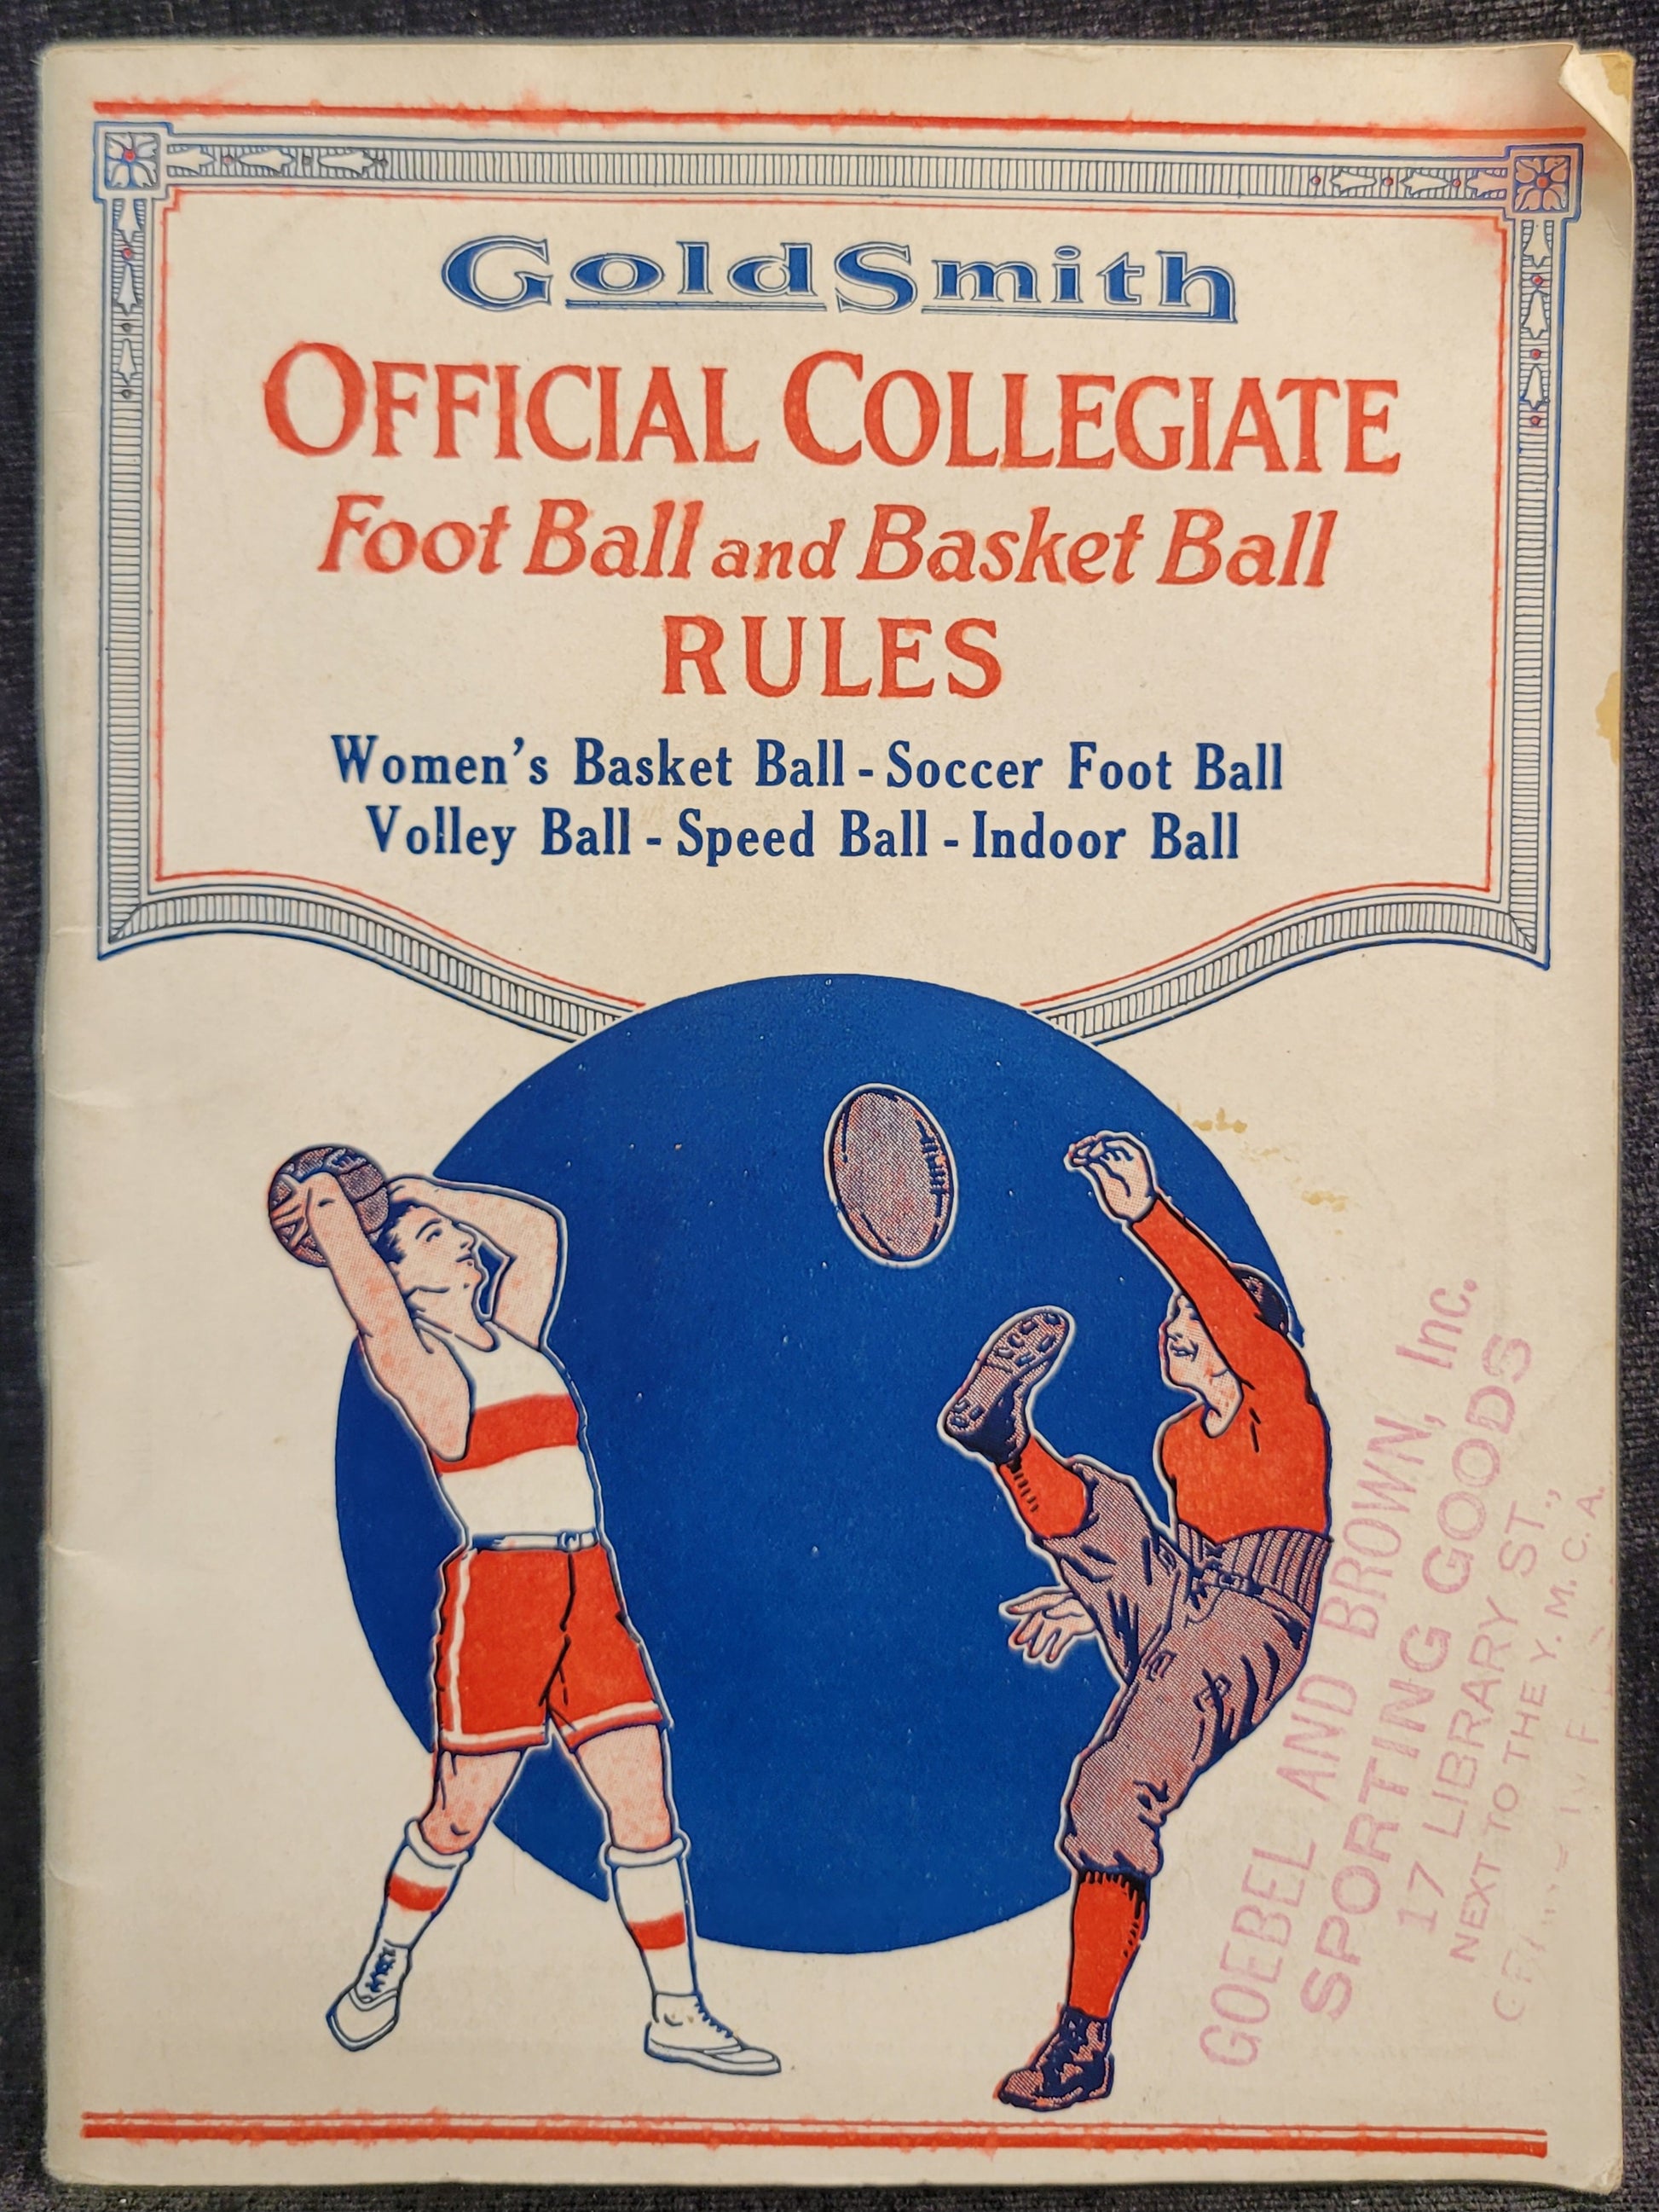 GoldSmith
OFFICIAL COLLEGIATE
Foot Ball and Basket Ball
RULES
Women's Basket Ball - Soccer Foot Ball
Volley Ball - Speed Ball - Indoor Ball
GOEBEL AND BROWN, Inc.
SPORTING GOODS
17 LIBRARY ST.,
NEXT TO THE Y. M. C. A.